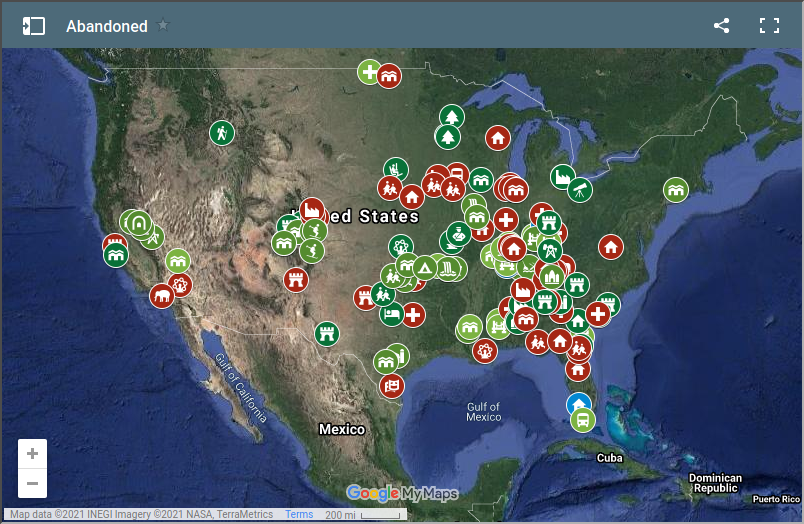 Abandoned
United States
Gulf of
California
Mexico
Gulf of
Mexico
Cuba
Dominican
Republic
Puerto Rico
Google My Maps
Map data ©2021 INEGI Imagery ©2021 NASA, TerraMetrics Terms 200 mi